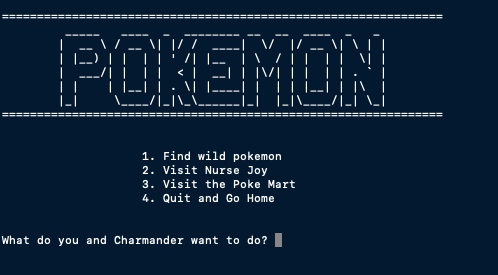 POKEMON
1. Find wild pokemon
2. Visit Nurse Joy
3. Visit the Poke Mart
4. Quit and Go Home
What do you and Charmander want to do?